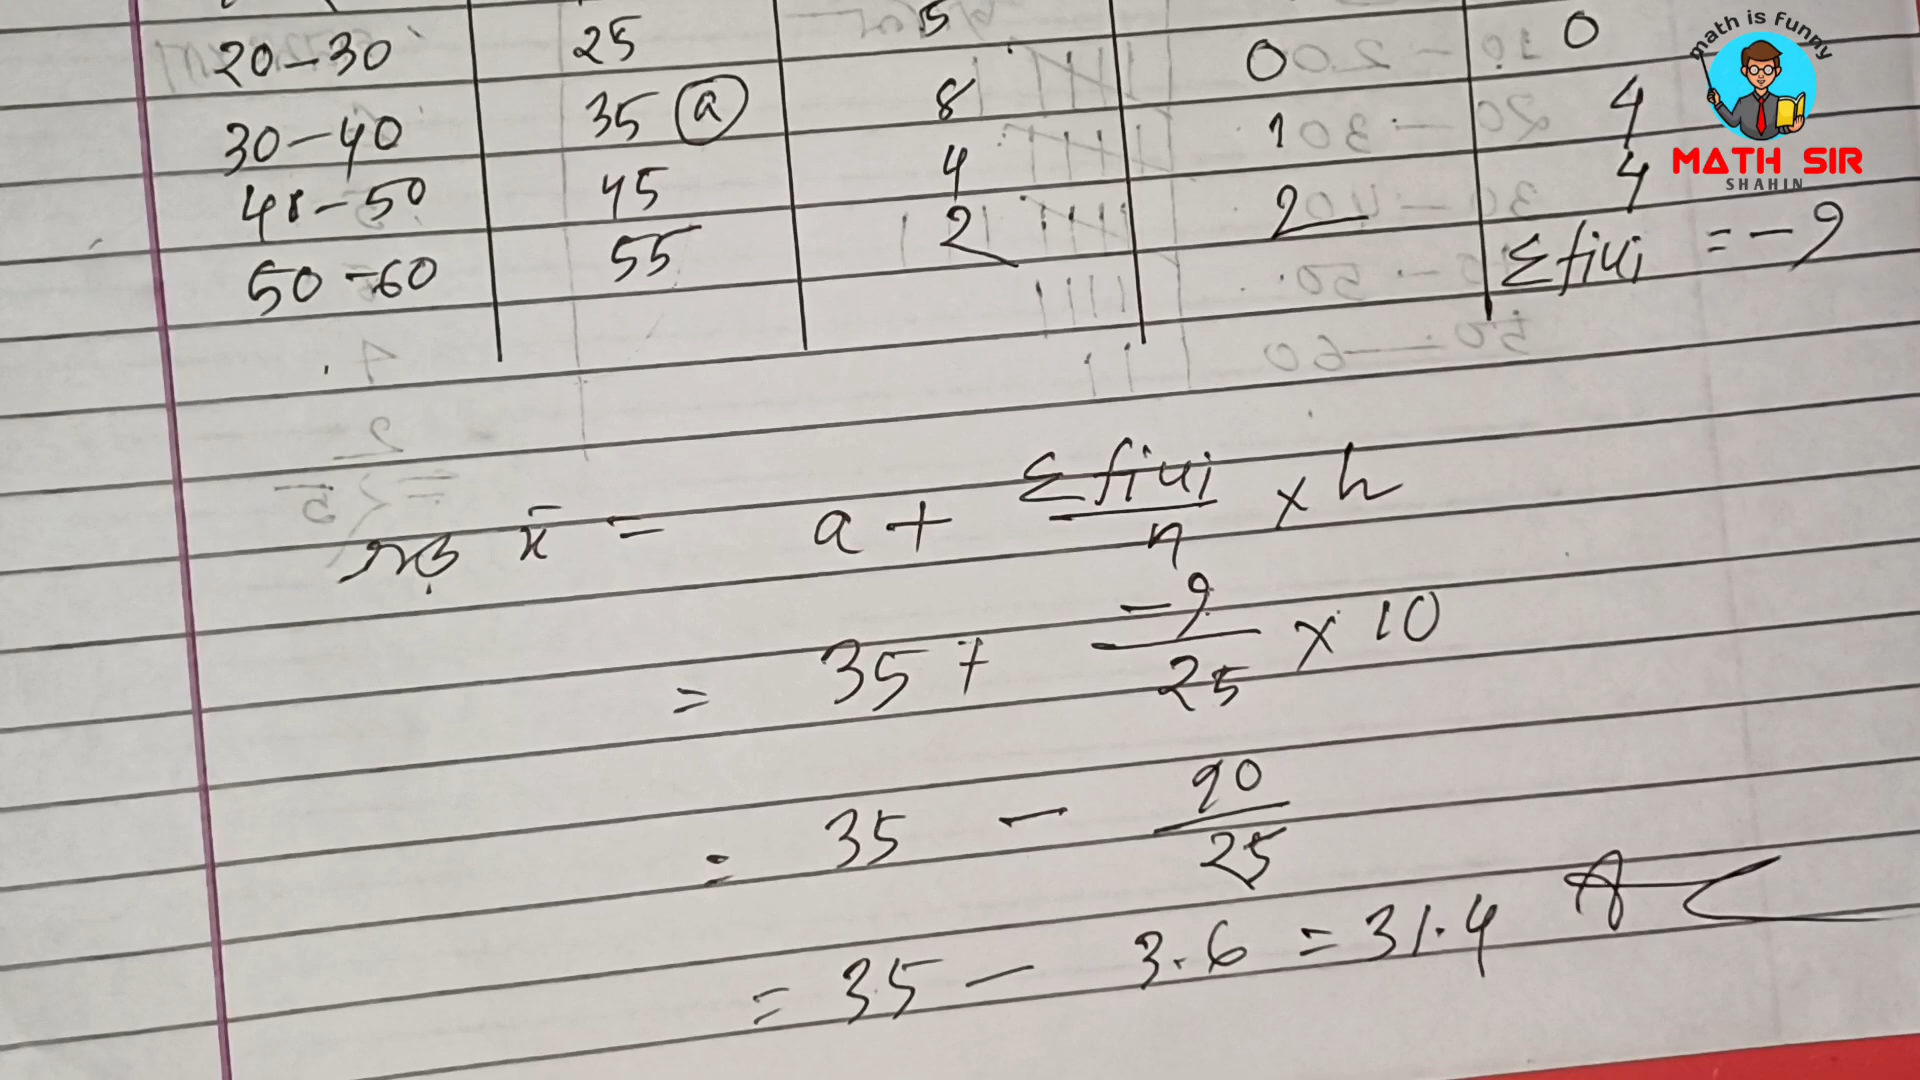 math is Funny
MATH SIR
SHAHIN
20-30 25 5 0 0
30-40 35 a 8 1 4
40-50 45 4 2 4
50-60 55 2 Σfiui = -9
গড় x̄ = a + Σfiui/n × h
= 35 + -9/25 × 10
= 35 - 90/25
= 35 - 3.6 = 31.4